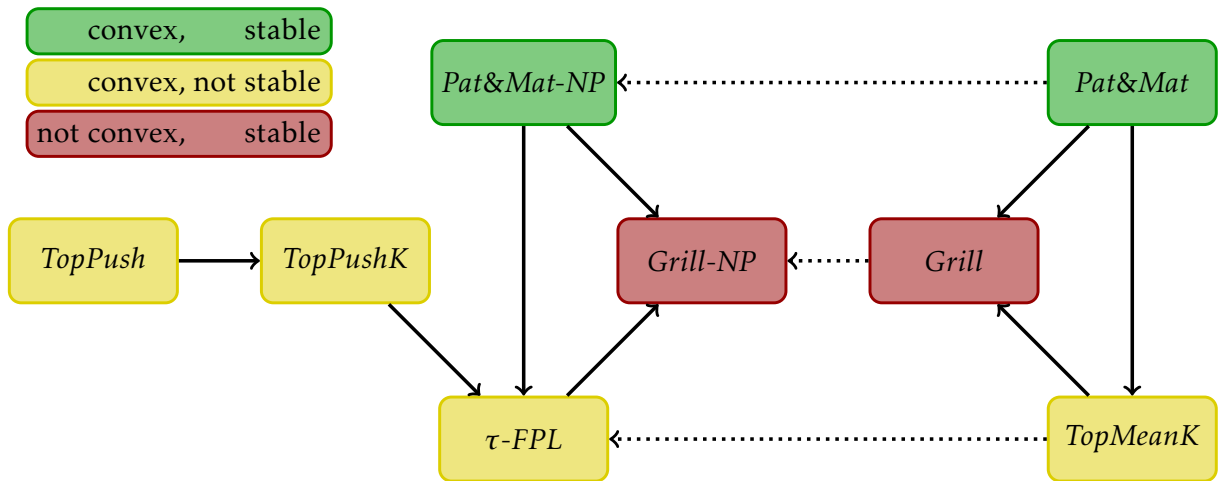 convex, stable
convex, not stable
not convex, stable
Pat&Mat-NP
Pat&Mat
TopPush
TopPushK
Grill-NP
Grill
τ-FPL
TopMeanK